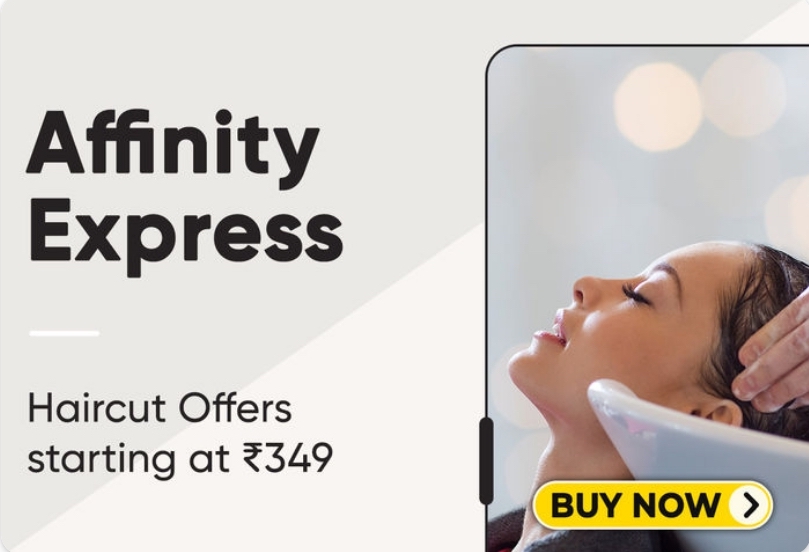 Affinity
Express
Haircut Offers
starting at ₹349
BUY NOW